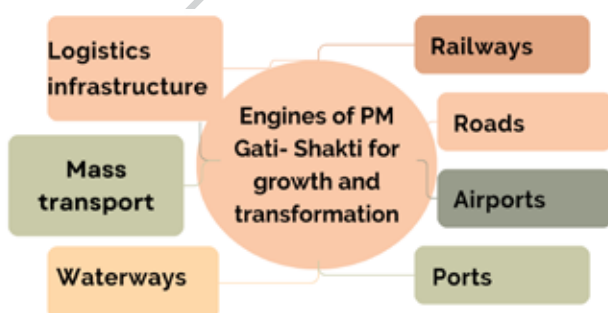 Logistics
infrastructure
Mass
transport
Waterways
Engines of PM
Gati- Shakti for
growth and
transformation
Railways
Roads
Airports
Ports